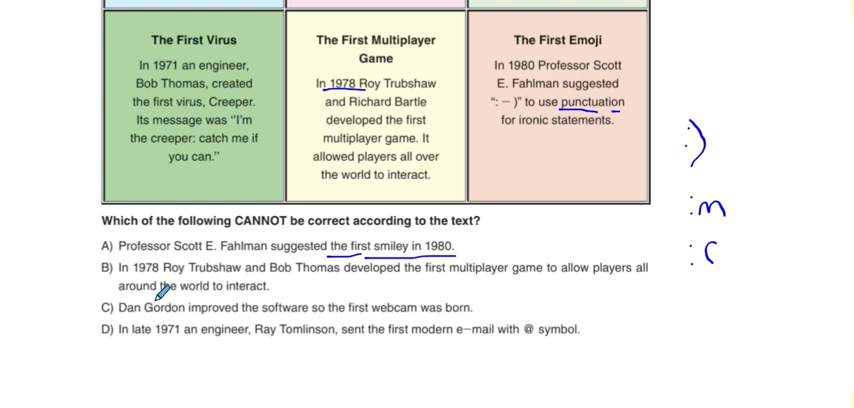 The First Virus
In 1971 an engineer,
Bob Thomas, created
the first virus, Creeper.
Its message was "I'm
the creeper: catch me if
you can."
The First Multiplayer
Game
In 1978 Roy Trubshaw
and Richard Bartle
developed the first
multiplayer game. It
allowed players all over
the world to interact.
The First Emoji
In 1980 Professor Scott
E. Fahlman suggested
": – )" to use punctuation
for ironic statements.
:)
:m
:(
Which of the following CANNOT be correct according to the text?
A) Professor Scott E. Fahlman suggested the first smiley in 1980.
B) In 1978 Roy Trubshaw and Bob Thomas developed the first multiplayer game to allow players all
around the world to interact.
C) Dan Gordon improved the software so the first webcam was born.
D) In late 1971 an engineer, Ray Tomlinson, sent the first modern e–mail with @ symbol.